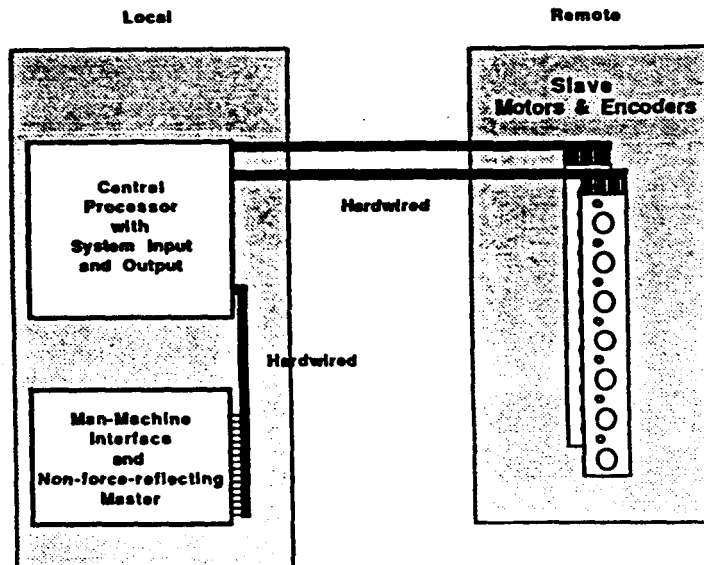 Local
Remote
Slave
Motors & Encoders
Central
Processor
with
System Input
and Output
Hardwired
Hardwired
Man-Machine
Interface
and
Non-force-reflecting
Master